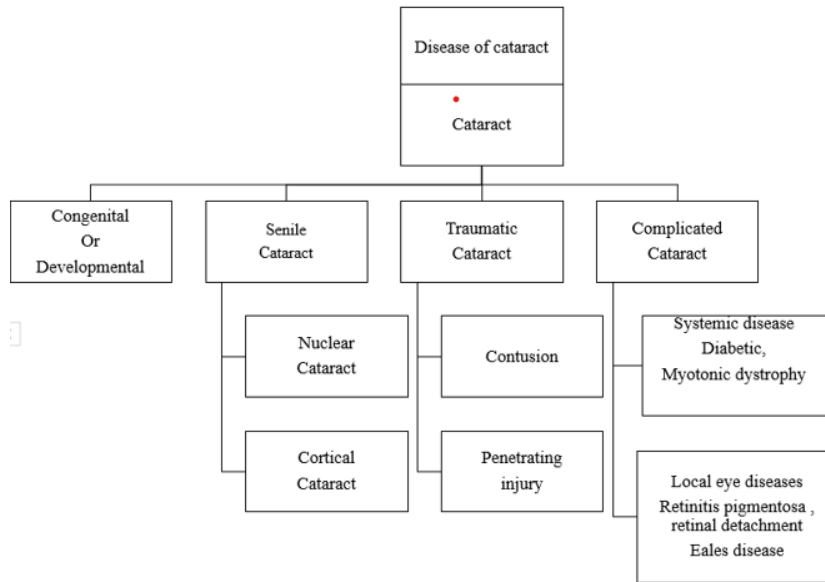 Disease of cataract
Cataract
Congenital
Or
Developmental
Senile
Cataract
Traumatic
Cataract
Complicated
Cataract
Nuclear
Cataract
Cortical
Cataract
Contusion
Penetrating
injury
Systemic disease
Diabetic,
Myotonic dystrophy
Local eye diseases
Retinitis pigmentosa ,
retinal detachment
Eales disease